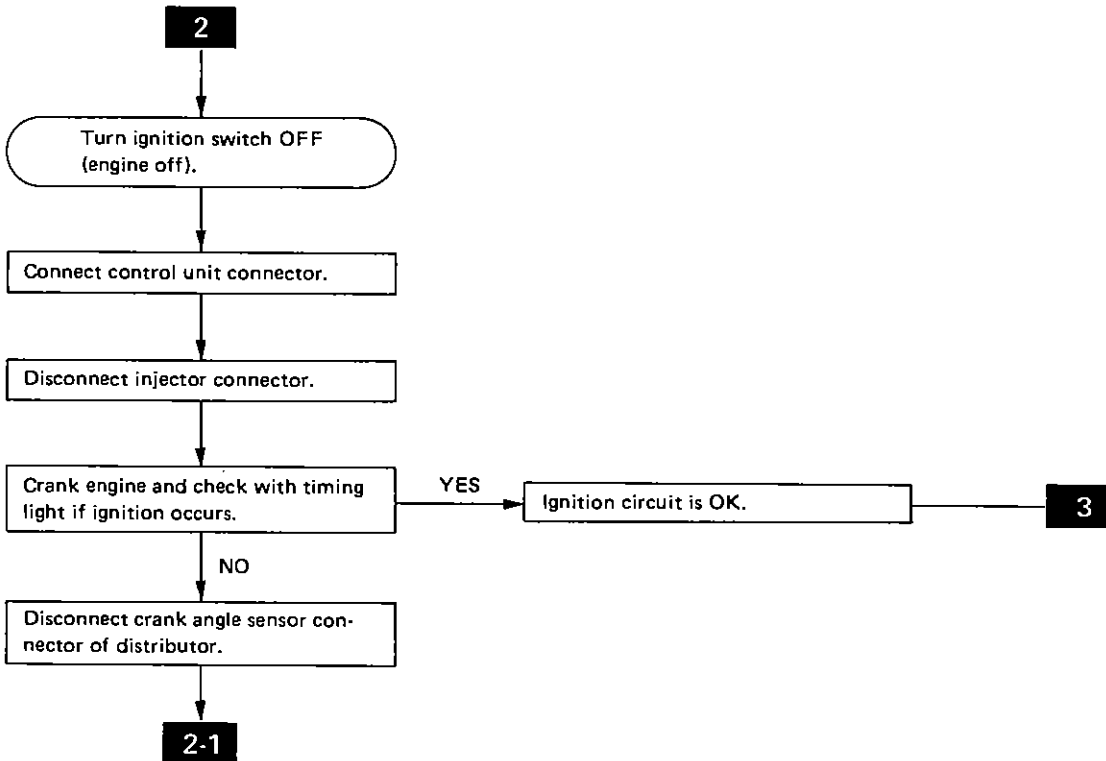 2
Turn ignition switch OFF
(engine off).
Connect control unit connector.
Disconnect injector connector.
Crank engine and check with timing
light if ignition occurs.
YES
Ignition circuit is OK.
3
NO
Disconnect crank angle sensor con-
nector of distributor.
2-1